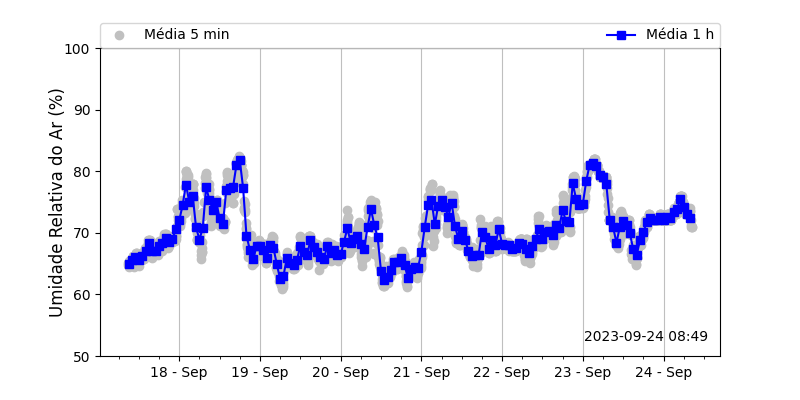 Média 5 min
Média 1 h
Umidade Relativa do Ar (%)
100
90
80
70
60
50
2023-09-24 08:49
18 - Sep
19 - Sep
20 - Sep
21 - Sep
22 - Sep
23 - Sep
24 - Sep